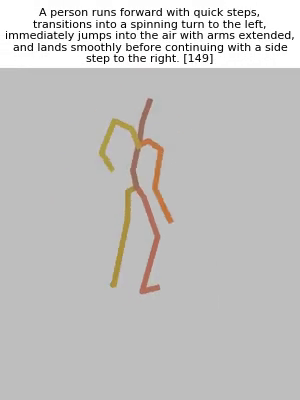 A person runs forward with quick steps,
transitions into a spinning turn to the left,
immediately jumps into the air with arms extended,
and lands smoothly before continuing with a side
step to the right. [149]